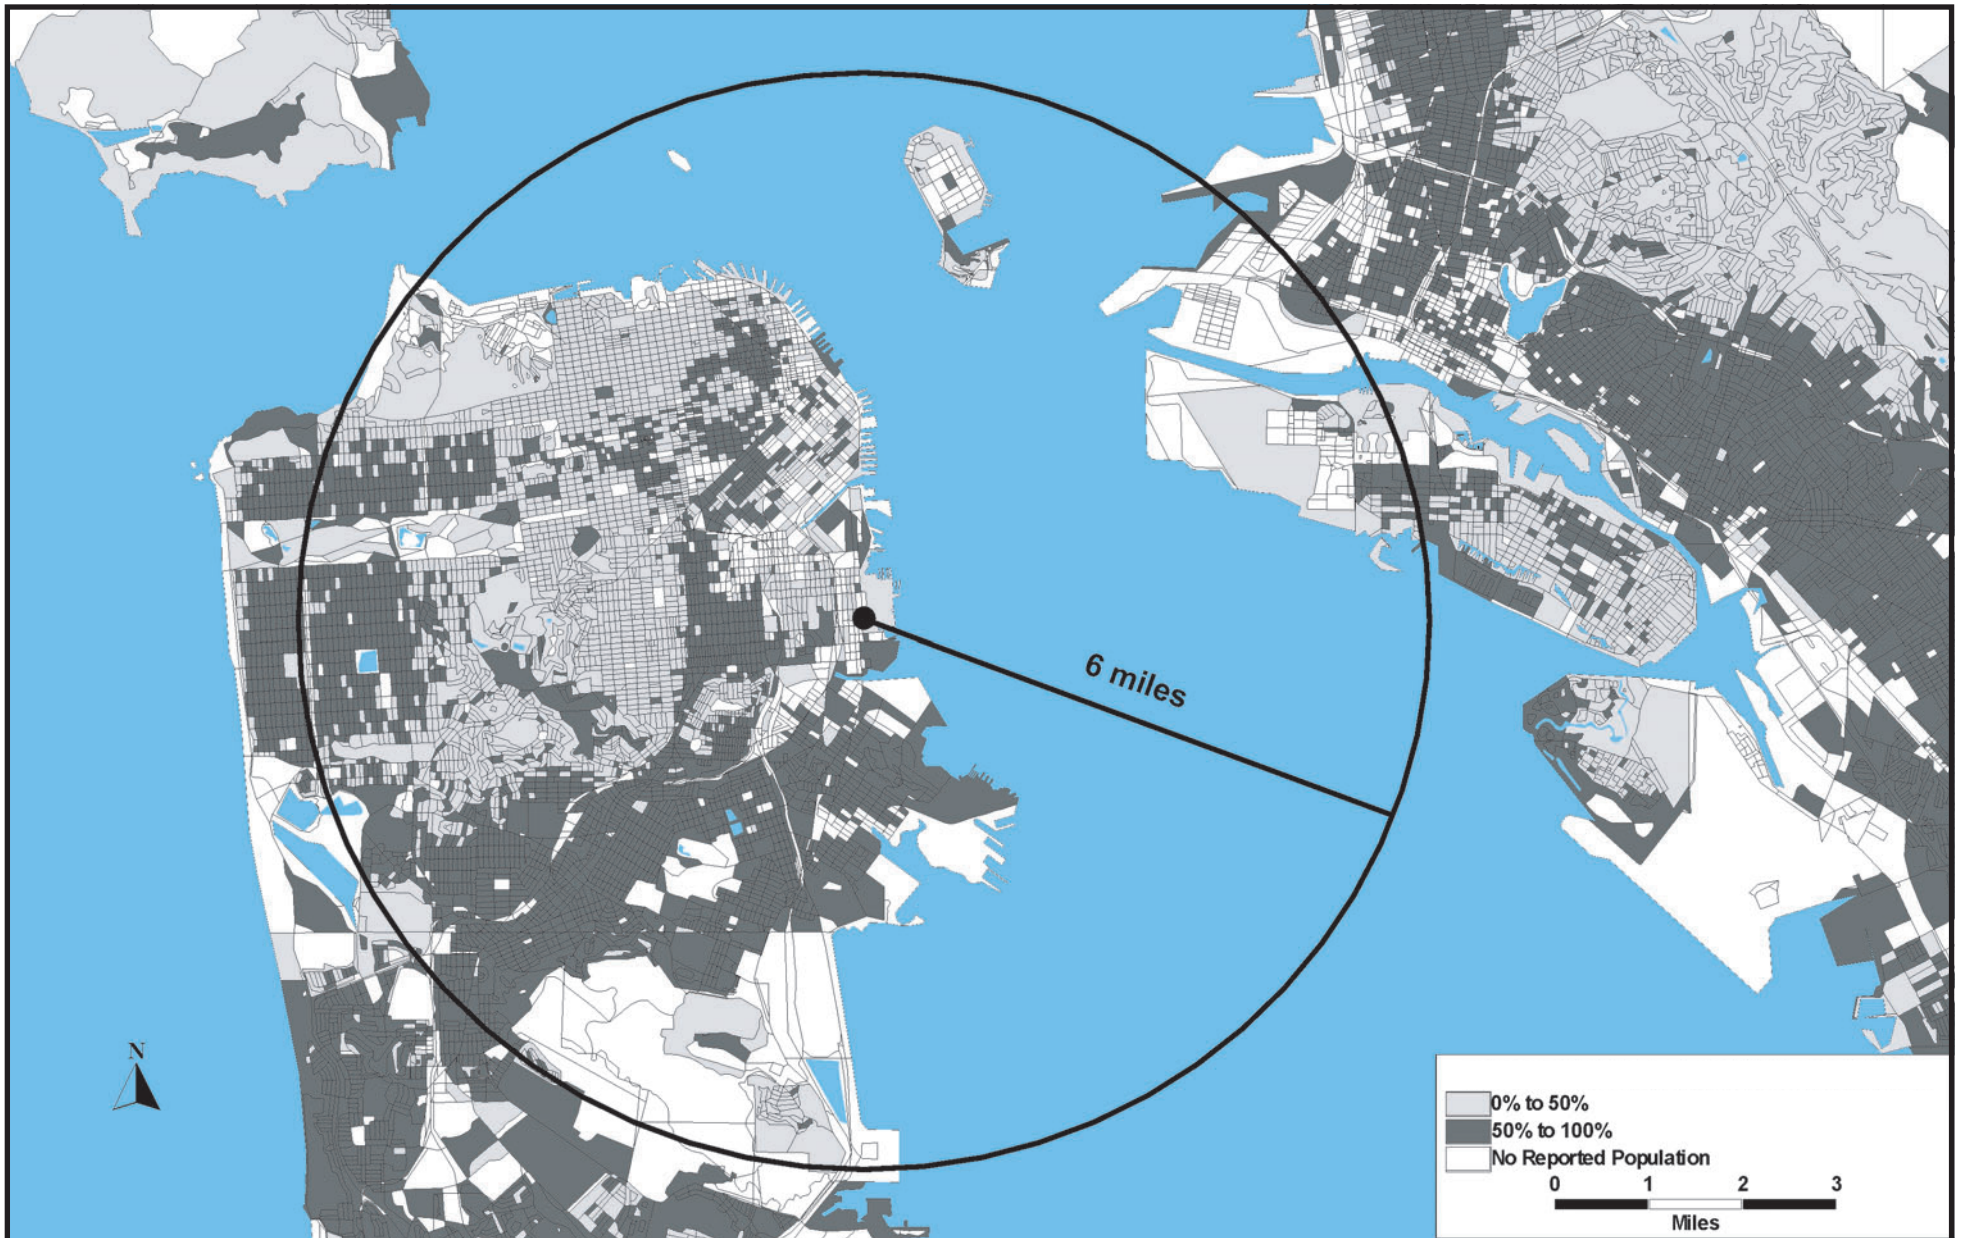 6 miles
N
0% to 50%
50% to 100%
No Reported Population
0 1 2 3
Miles